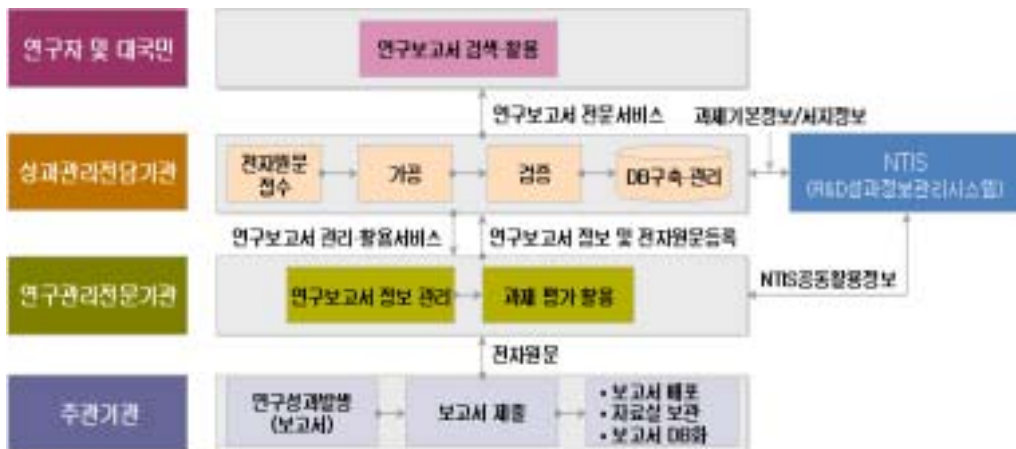 연구자 및 대국민
연구보고서 검색·활용
연구보고서 전문서비스
과제기본정보/서지정보
성과관리전담기관
전자원문
접수
가공
검증
DB구축·관리
NTIS
(R&D성과정보관리시스템)
연구보고서 관리·활용서비스
연구보고서 정보 및 전자원문등록
연구관리전문기관
연구보고서 정보 관리
과제 평가 활용
NTIS공동활용정보
전자원문
주관기관
연구성과발생
(보고서)
보고서 제출
• 보고서 배포
• 자료실 보관
• 보고서 DB화